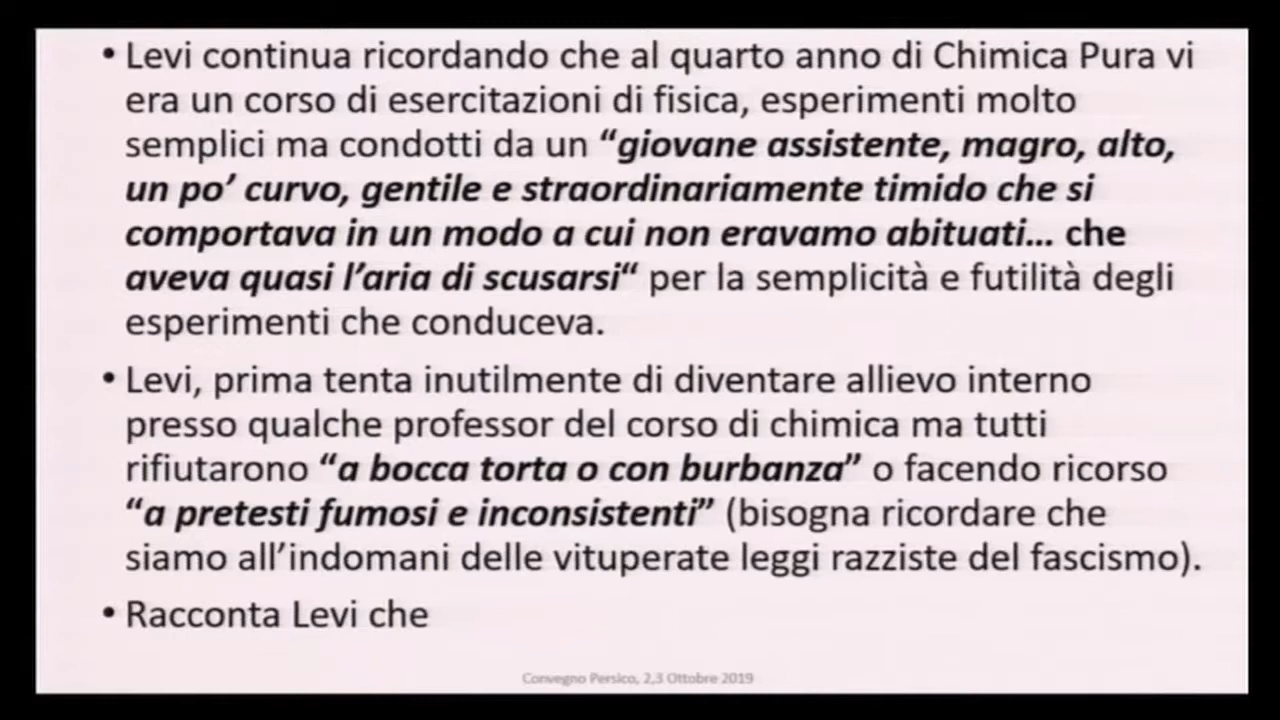 • Levi continua ricordando che al quarto anno di Chimica Pura vi
era un corso di esercitazioni di fisica, esperimenti molto
semplici ma condotti da un “giovane assistente, magro, alto,
un po’ curvo, gentile e straordinariamente timido che si
comportava in un modo a cui non eravamo abituati… che
aveva quasi l’aria di scusarsi“ per la semplicità e futilità degli
esperimenti che conduceva.
• Levi, prima tenta inutilmente di diventare allievo interno
presso qualche professor del corso di chimica ma tutti
rifiutarono “a bocca torta o con burbanza” o facendo ricorso
“a pretesti fumosi e inconsistenti” (bisogna ricordare che
siamo all’indomani delle vituperate leggi razziste del fascismo).
• Racconta Levi che
Convegno Persico, 2,3 Ottobre 2019